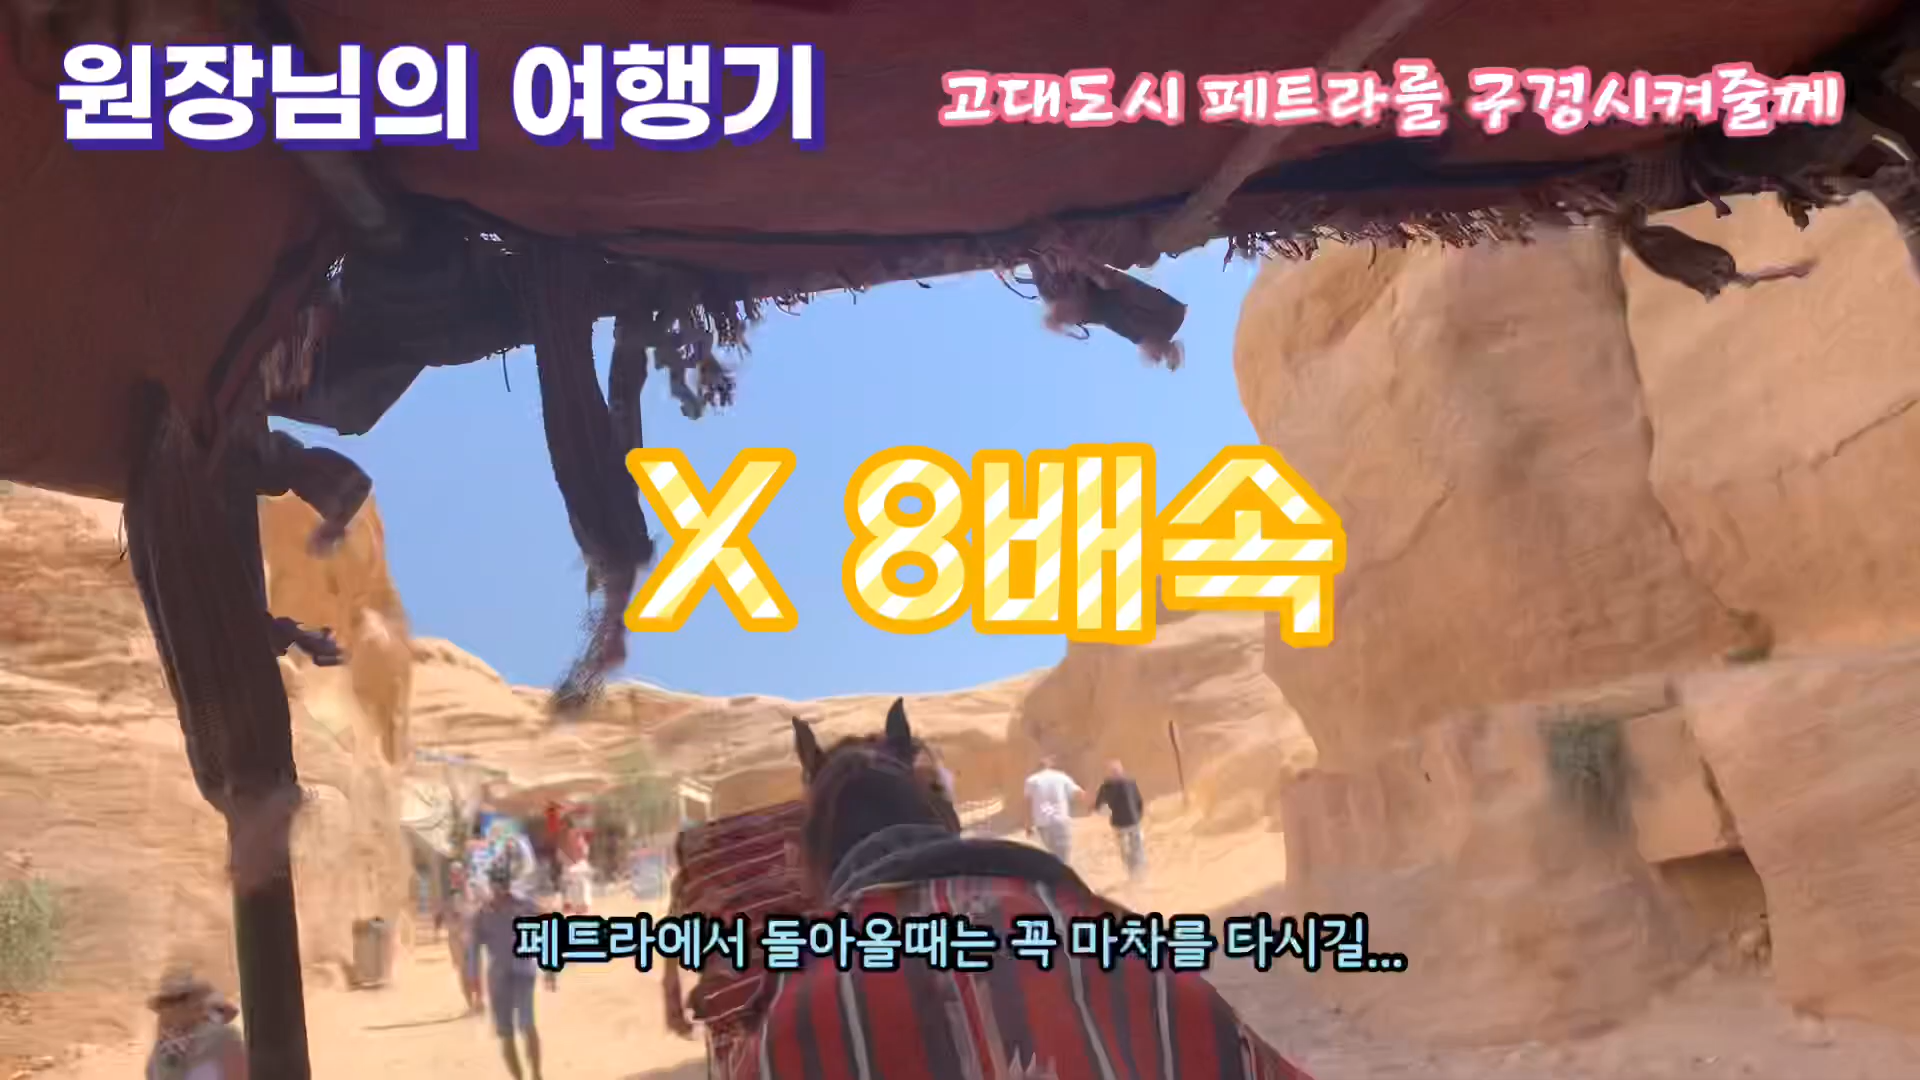 원장님의 여행기
고대도시 페트라를 구경시켜줄께
X 8배속
페트라에서 돌아올때는 꼭 마차를 타시길...